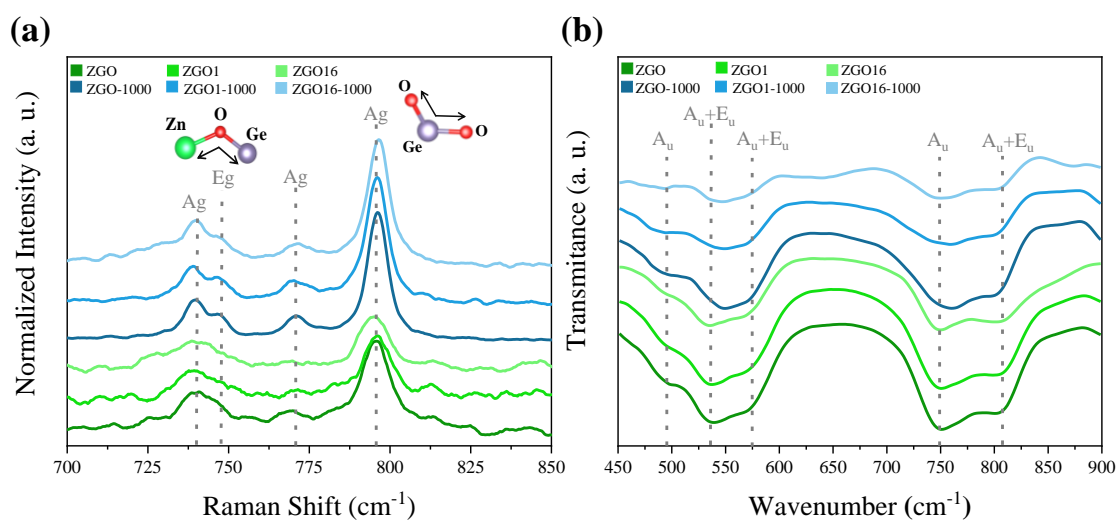 (a)
ZGO ZGO1 ZGO16
ZGO-1000 ZGO1-1000 ZGO16-1000
Zn O Ge
O Ge O
Ag Eg Ag Ag
Normalized Intensity (a. u.)
700 725 750 775 800 825 850
Raman Shift (cm-1)
(b)
ZGO ZGO1 ZGO16
ZGO-1000 ZGO1-1000 ZGO16-1000
Au Au+Eu Au+Eu Au Au+Eu
Transmitance (a. u.)
450 500 550 600 650 700 750 800 850 900
Wavenumber (cm-1)